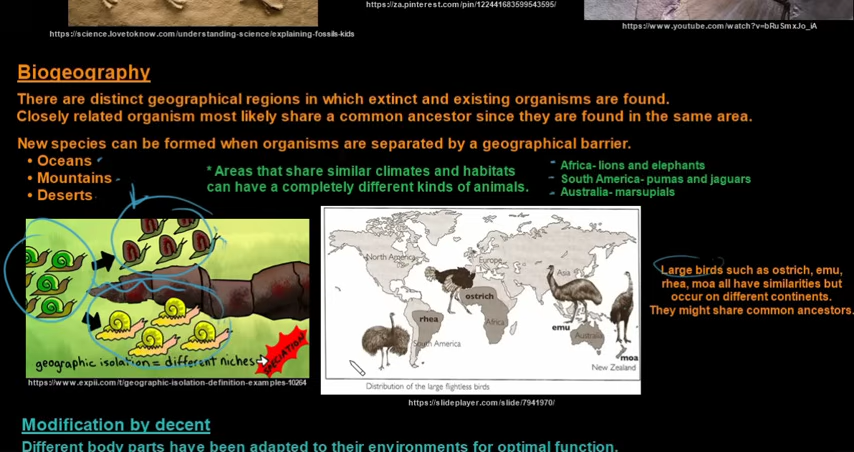 https://science.lovetoknow.com/understanding-science/explaining-fossils-kids
https://za.pinterest.com/pin/122441683599543595/
https://www.youtube.com/watch?v=bRuSmxJo_iA
Biogeography
There are distinct geographical regions in which extinct and existing organisms are found.
Closely related organism most likely share a common ancestor since they are found in the same area.
New species can be formed when organisms are separated by a geographical barrier.
• Oceans
• Mountains
• Deserts
* Areas that share similar climates and habitats
can have a completely different kinds of animals.
Africa- lions and elephants
South America- pumas and jaguars
Australia- marsupials
geographic isolation = different niches
SPECIATION
https://www.expii.com/t/geographic-isolation-definition-examples-10264
North America
Europe
Asia
ostrich
rhea
Africa
South America
emu
Australia
moa
New Zealand
Distribution of the large flightless birds
https://slideplayer.com/slide/7941970/
Large birds such as ostrich, emu,
rhea, moa all have similarities but
occur on different continents.
They might share common ancestors.
Modification by decent
Different body parts have been adapted to their environments for optimal function.